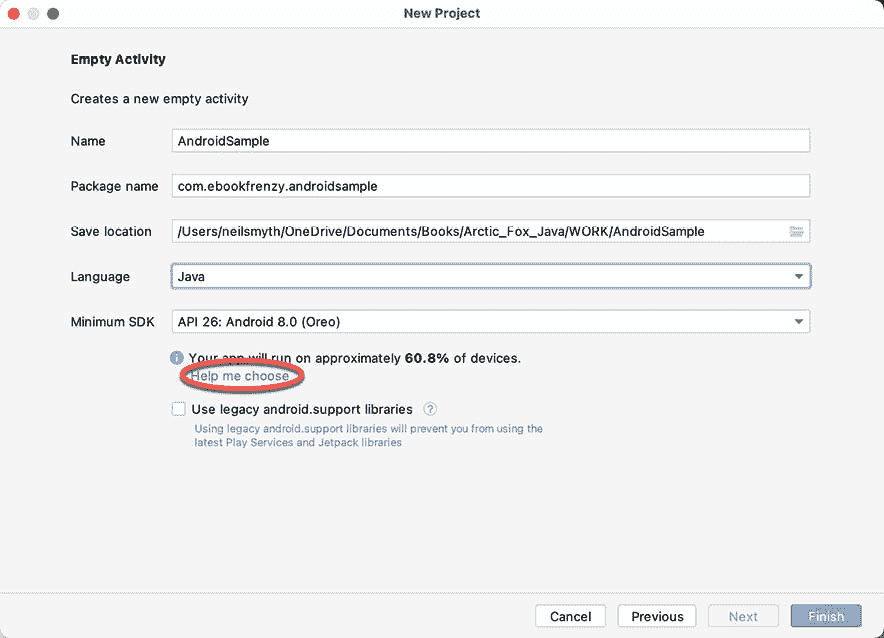 New Project
Empty Activity
Creates a new empty activity
Name AndroidSample
Package name com.ebookfrenzy.androidsample
Save location /Users/neilsmyth/OneDrive/Documents/Books/Arctic_Fox_Java/WORK/AndroidSample
Language Java
Minimum SDK API 26: Android 8.0 (Oreo)
i Your app will run on approximately 60.8% of devices.
Help me choose
Use legacy android.support libraries ?
Using legacy android.support libraries will prevent you from using the
latest Play Services and Jetpack libraries
Cancel Previous Next Finish